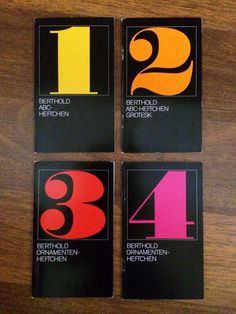 1
BERTHOLD
ABC-
HEFTCHEN
2
BERTHOLD
ABC-HEFTCHEN
GROTESK
3
BERTHOLD
ORNAMENTEN-
HEFTCHEN
4
BERTHOLD
ORNAMENTEN-
HEFTCHEN